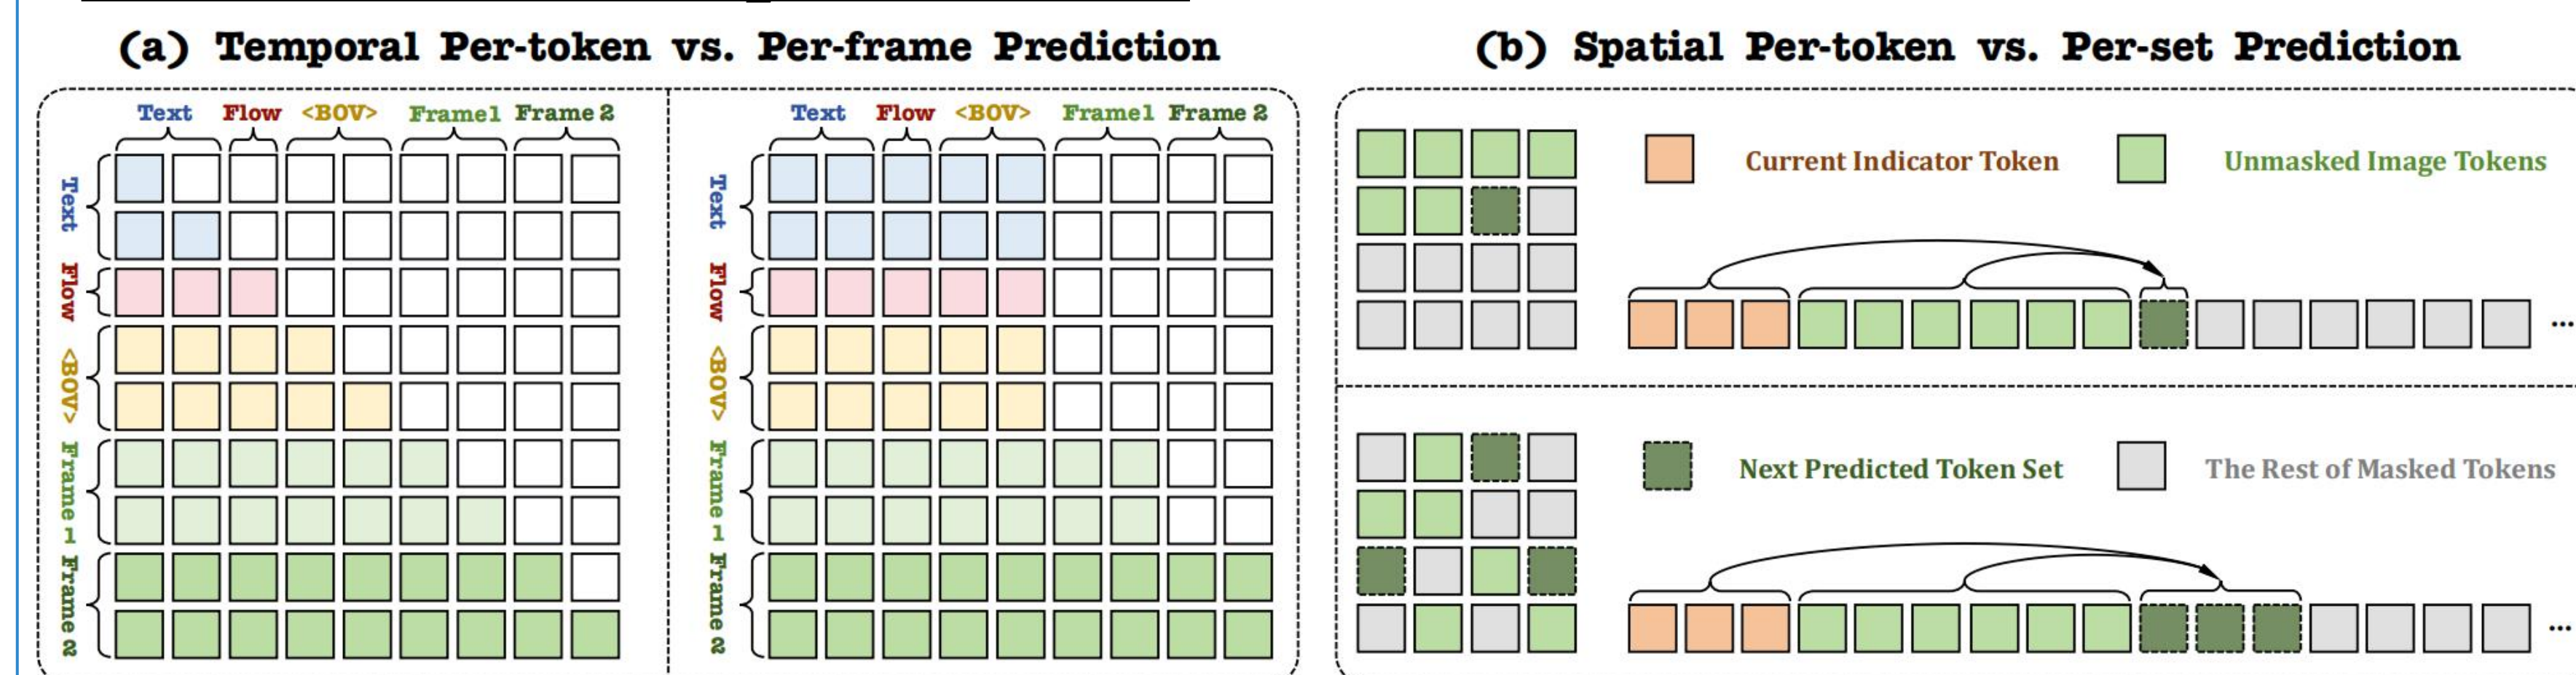 (a) Temporal Per-token vs. Per-frame Prediction
Text Flow <BOV> Frame1 Frame 2
Text
Flow
<BOV>
Frame 1
Frame 2
Text Flow <BOV> Frame1 Frame 2
Text
Flow
<BOV>
Frame 1
Frame 2
(b) Spatial Per-token vs. Per-set Prediction
Current Indicator Token
Unmasked Image Tokens
...
Next Predicted Token Set
The Rest of Masked Tokens
...